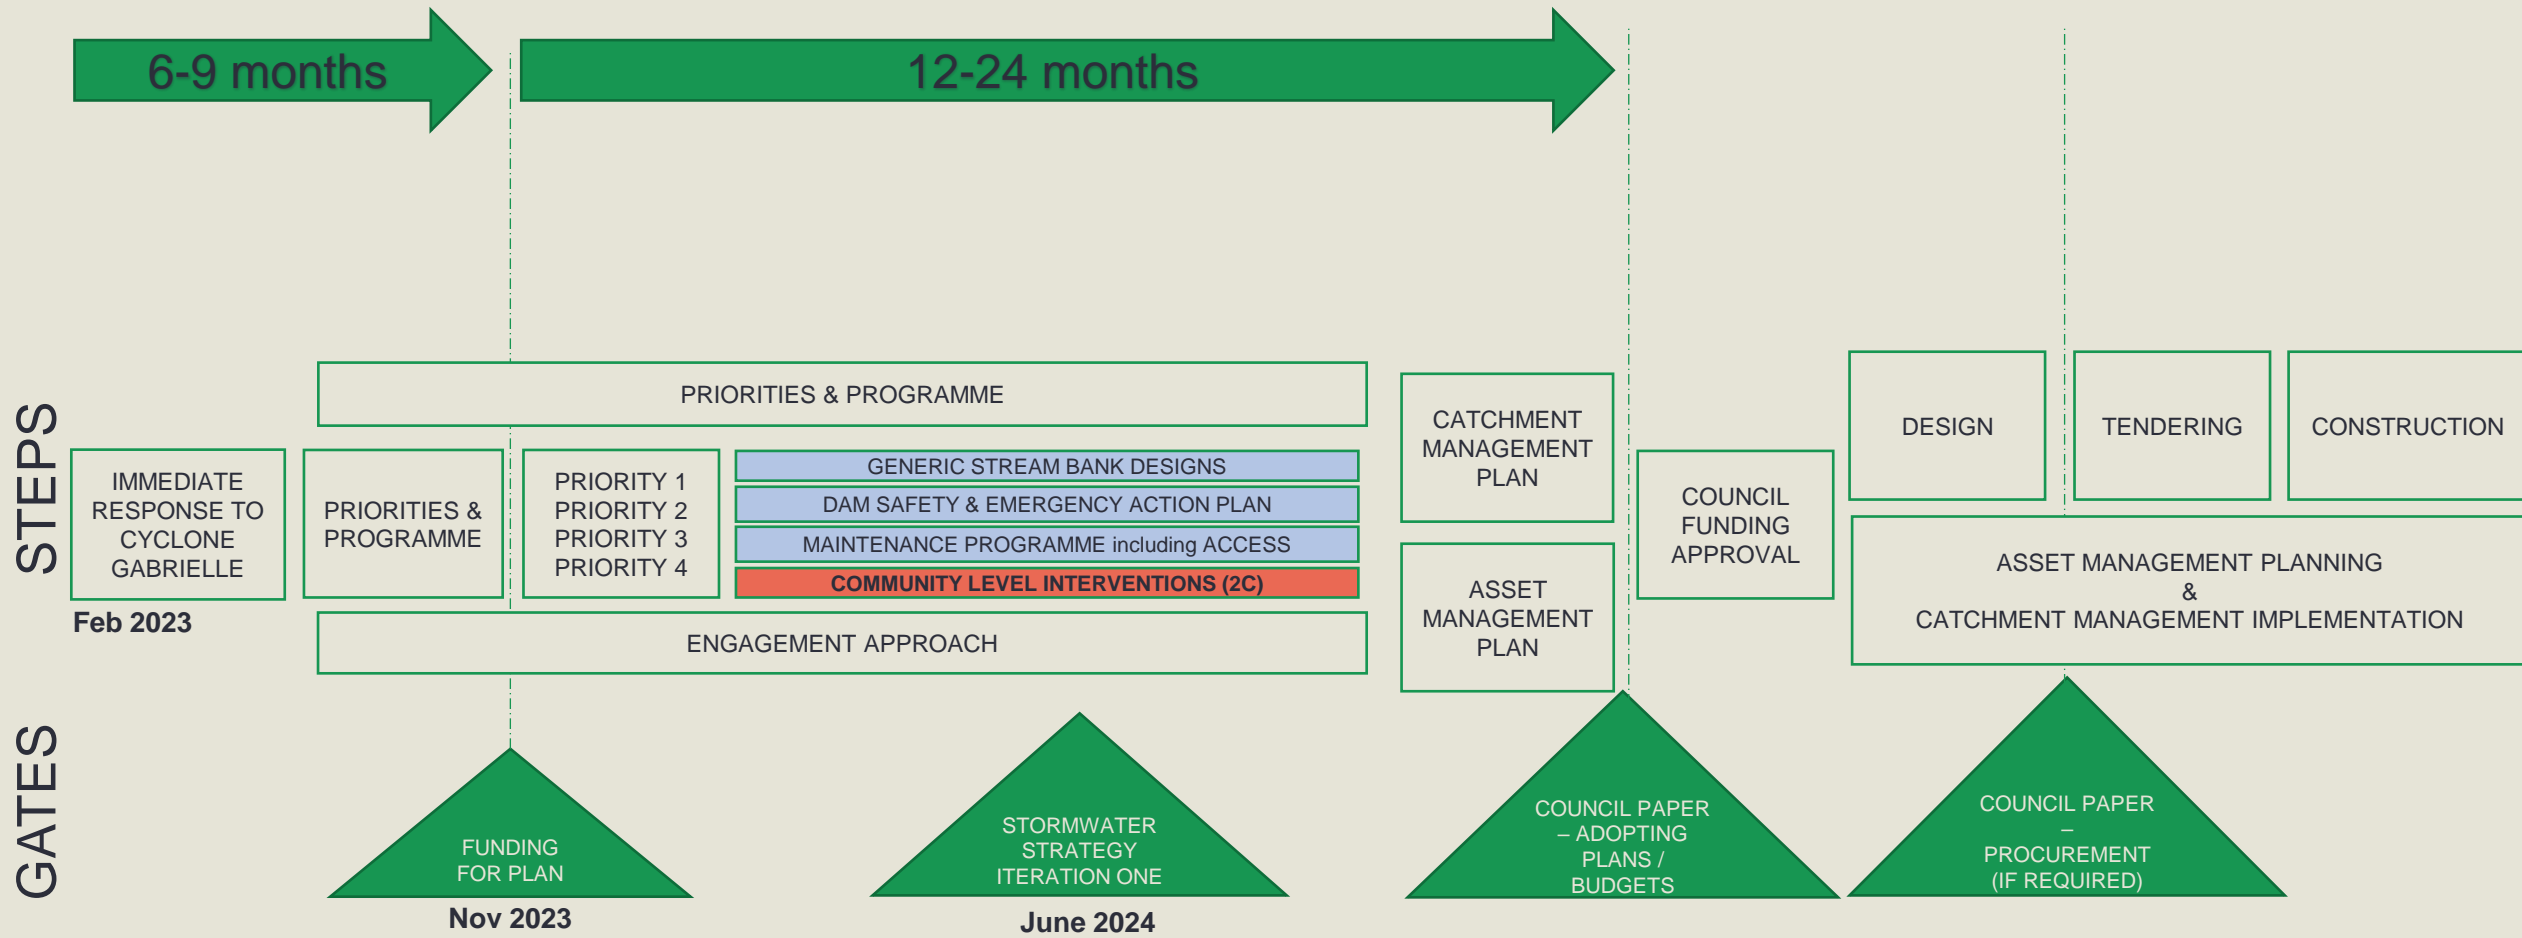 6-9 months
12-24 months
STEPS
PRIORITIES & PROGRAMME
IMMEDIATE
RESPONSE TO
CYCLONE
GABRIELLE
Feb 2023
PRIORITIES &
PROGRAMME
PRIORITY 1
PRIORITY 2
PRIORITY 3
PRIORITY 4
GENERIC STREAM BANK DESIGNS
DAM SAFETY & EMERGENCY ACTION PLAN
MAINTENANCE PROGRAMME including ACCESS
COMMUNITY LEVEL INTERVENTIONS (2C)
ENGAGEMENT APPROACH
CATCHMENT
MANAGEMENT
PLAN
ASSET
MANAGEMENT
PLAN
COUNCIL
FUNDING
APPROVAL
DESIGN
TENDERING
CONSTRUCTION
ASSET MANAGEMENT PLANNING
&
CATCHMENT MANAGEMENT IMPLEMENTATION
GATES
FUNDING
FOR PLAN
Nov 2023
STORMWATER
STRATEGY
ITERATION ONE
June 2024
COUNCIL PAPER
– ADOPTING
PLANS /
BUDGETS
COUNCIL PAPER
–
PROCUREMENT
(IF REQUIRED)